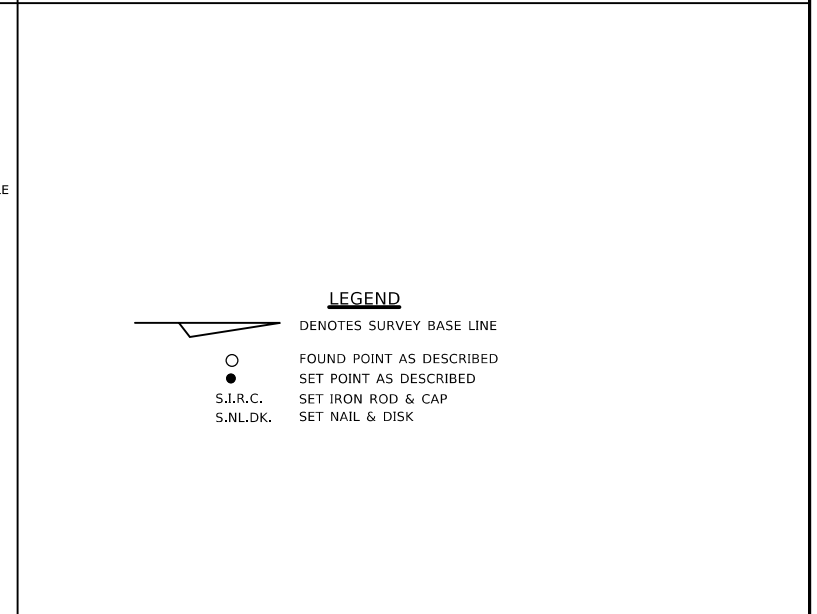 LEGEND
DENOTES SURVEY BASE LINE
FOUND POINT AS DESCRIBED
SET POINT AS DESCRIBED
S.I.R.C. SET IRON ROD & CAP
S.NL.DK. SET NAIL & DISK